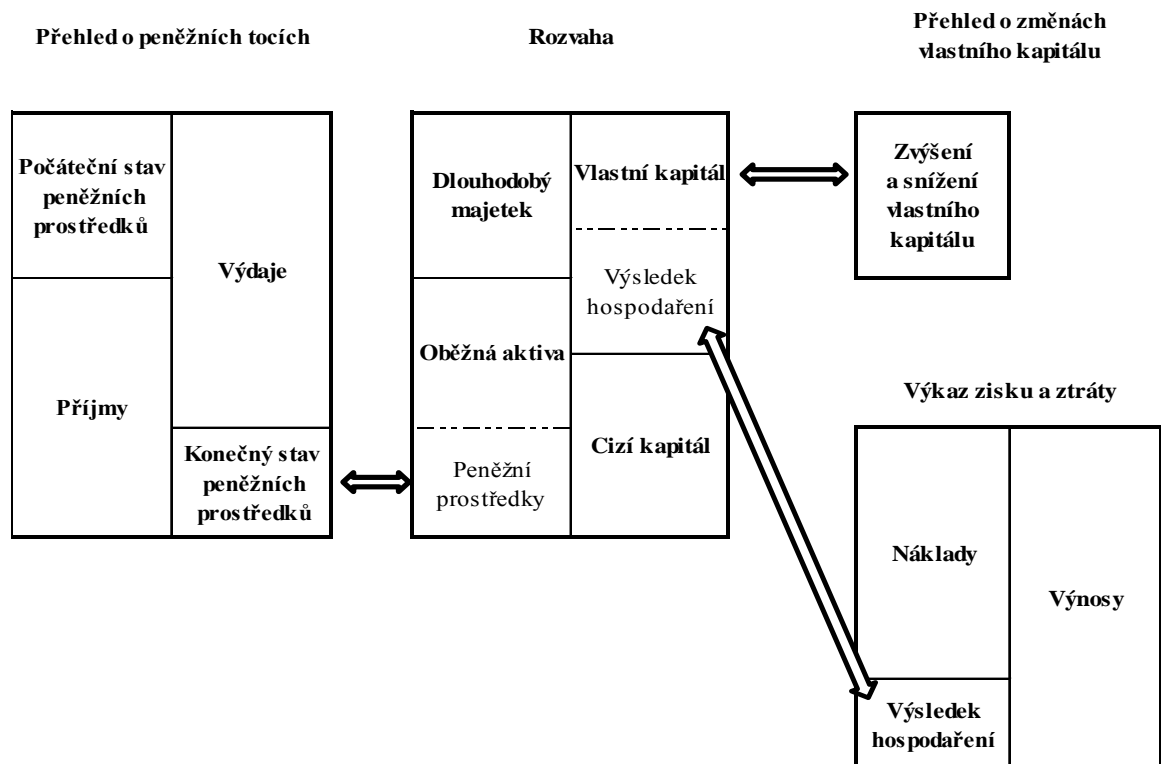 Přehled o peněžních tocích
Rozvaha
Přehled o změnách
vlastního kapitálu
Počáteční stav
peněžních
prostředků
Výdaje
Příjmy
Konečný stav
peněžních
prostředků
Dlouhodobý
majetek
Vlastní kapitál
Výsledek
hospodaření
Oběžná aktiva
Peněžní
prostředky
Cizí kapitál
Zvýšení
a snížení
vlastního
kapitálu
Výkaz zisku a ztráty
Náklady
Výnosy
Výsledek
hospodaření